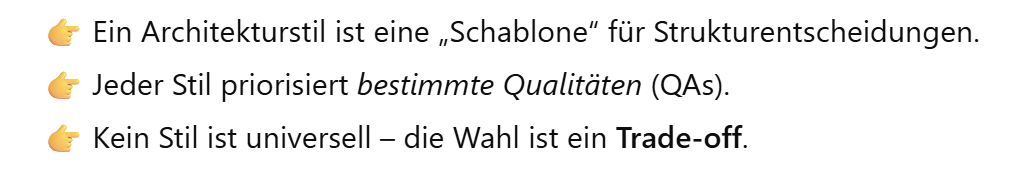 👉 Ein Architekturstil ist eine „Schablone“ für Strukturentscheidungen.
👉 Jeder Stil priorisiert bestimmte Qualitäten (QAs).
👉 Kein Stil ist universell – die Wahl ist ein Trade-off.